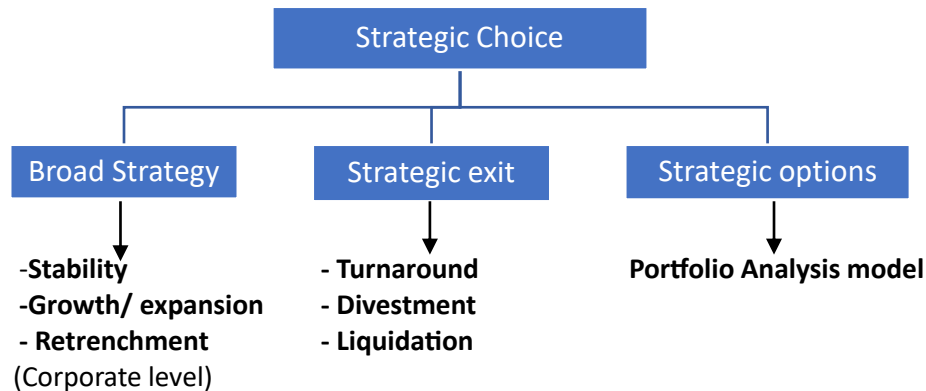 Strategic Choice
Broad Strategy
-Stability
-Growth/ expansion
- Retrenchment
(Corporate level)
Strategic exit
- Turnaround
- Divestment
- Liquidation
Strategic options
Portfolio Analysis model